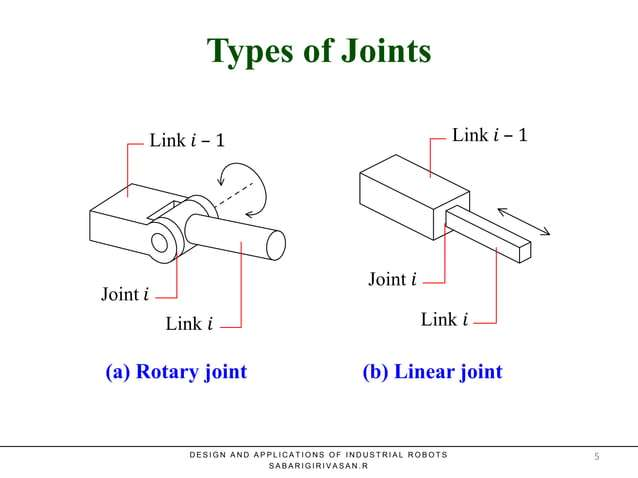 Types of Joints
Link i – 1
Joint i
Link i
(a) Rotary joint
Link i – 1
Joint i
Link i
(b) Linear joint
DESIGN AND APPLICATIONS OF INDUSTRIAL ROBOTS
SABARIGIRIVASAN.R
5